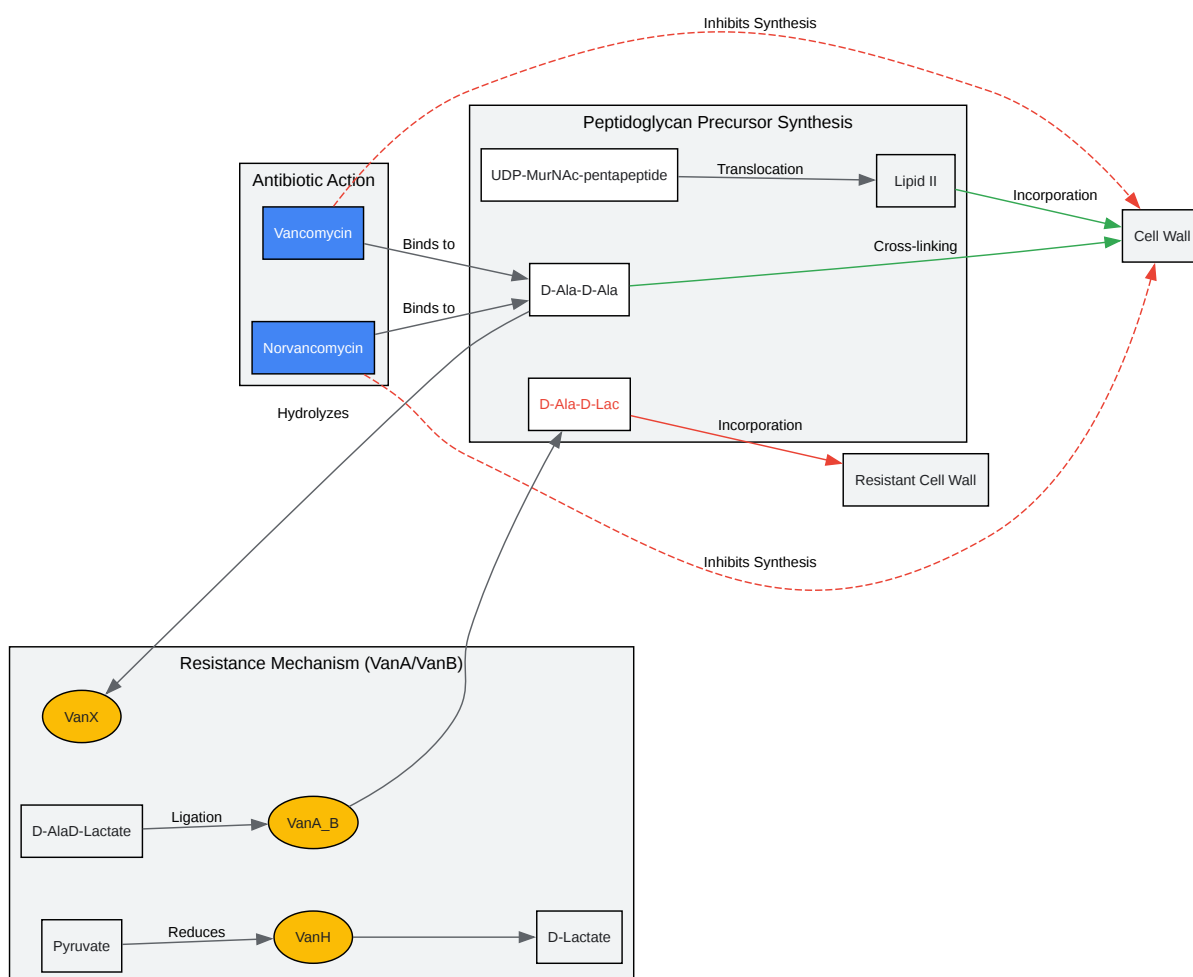 Inhibits Synthesis
Peptidoglycan Precursor Synthesis
UDP-MurNAc-pentapeptide
Translocation
Lipid II
Incorporation
Antibiotic Action
Vancomycin
Binds to
Cross-linking
Cell Wall
D-Ala-D-Ala
Norvancomycin
Binds to
Hydrolyzes
D-Ala-D-Lac
Incorporation
Resistant Cell Wall
Inhibits Synthesis
Resistance Mechanism (VanA/VanB)
VanX
D-AlaD-Lactate
Ligation
VanA_B
Pyruvate
Reduces
VanH
D-Lactate